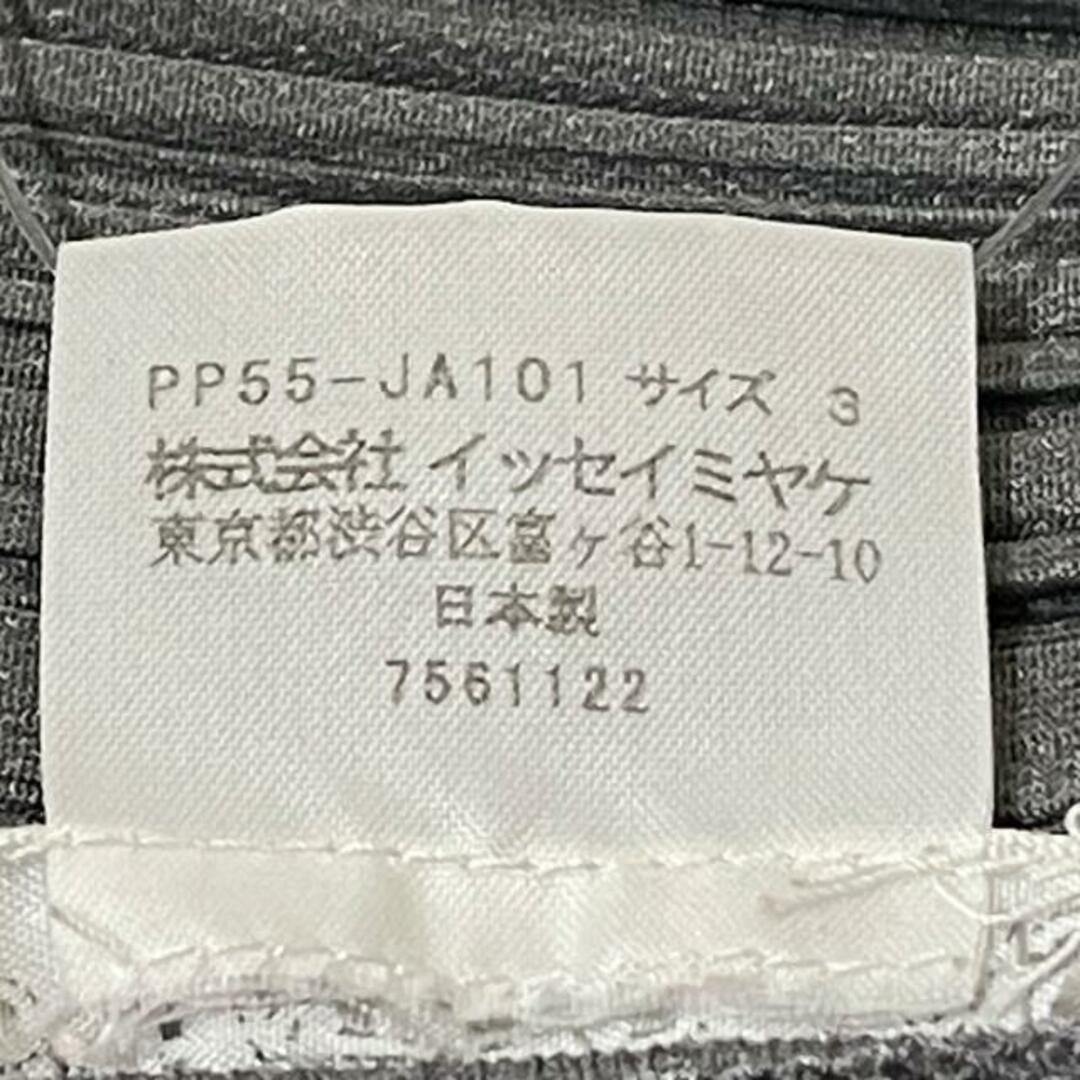 PP55-JA101 サイズ 3
株式会社 イッセイミヤケ
東京都渋谷区富ヶ谷1-12-10
日本製
7561122